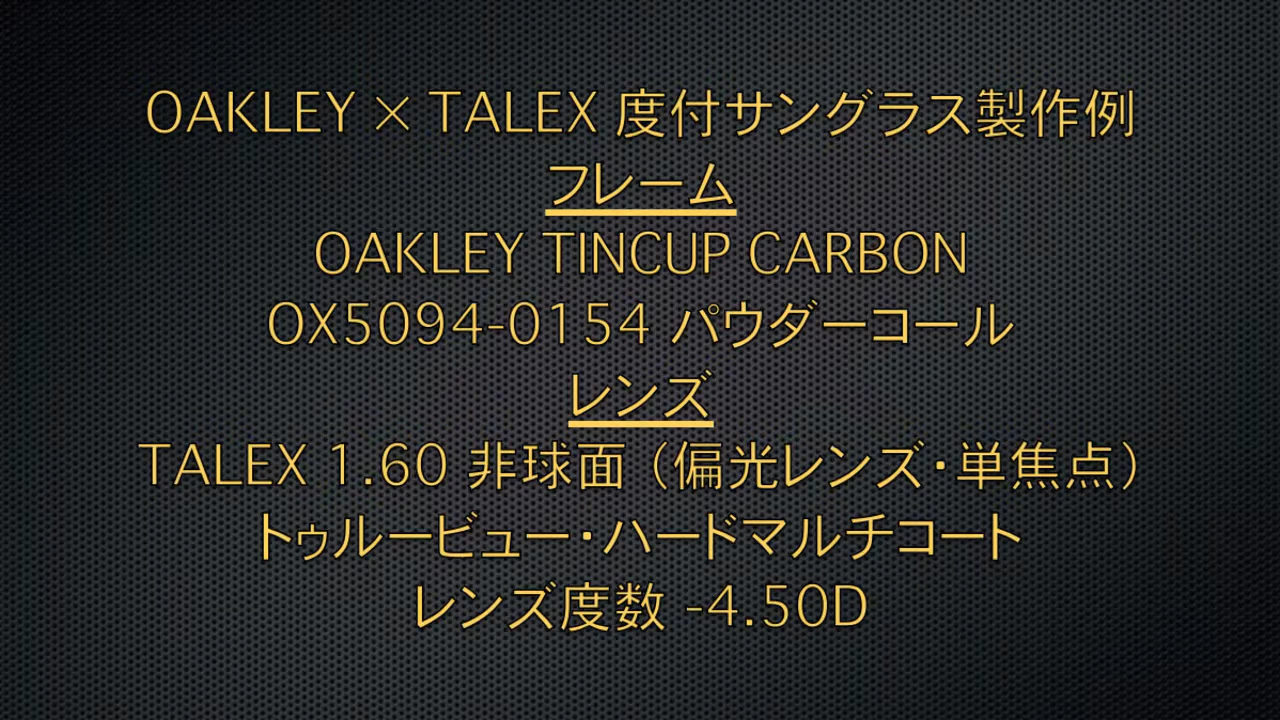 OAKLEY × TALEX 度付サングラス製作例
フレーム
OAKLEY TINCUP CARBON
OX5094-0154 パウダーコール
レンズ
TALEX 1.60 非球面（偏光レンズ・単焦点）
トゥルービュー・ハードマルチコート
レンズ度数 -4.50D